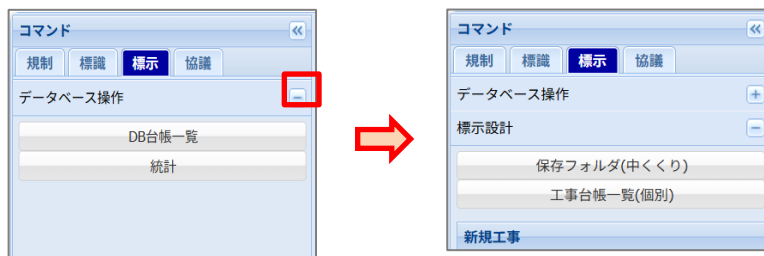 コマンド
規制 標識 標示 協議
データベース操作
DB台帳一覧
統計
コマンド
規制 標識 標示 協議
データベース操作
標示設計
保存フォルダ(中くくり)
工事台帳一覧(個別)
新規工事